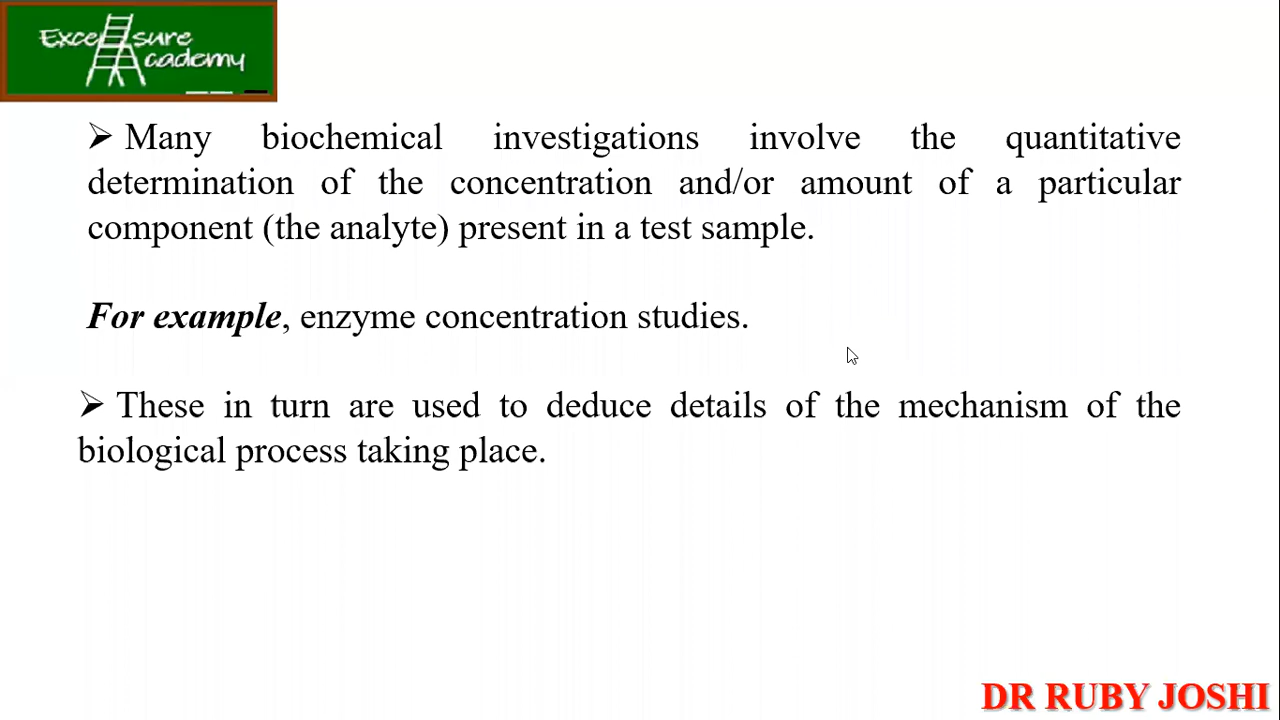 Excel sure
Academy
➢ Many biochemical investigations involve the quantitative
determination of the concentration and/or amount of a particular
component (the analyte) present in a test sample.
For example, enzyme concentration studies.
➢ These in turn are used to deduce details of the mechanism of the
biological process taking place.
DR RUBY JOSHI